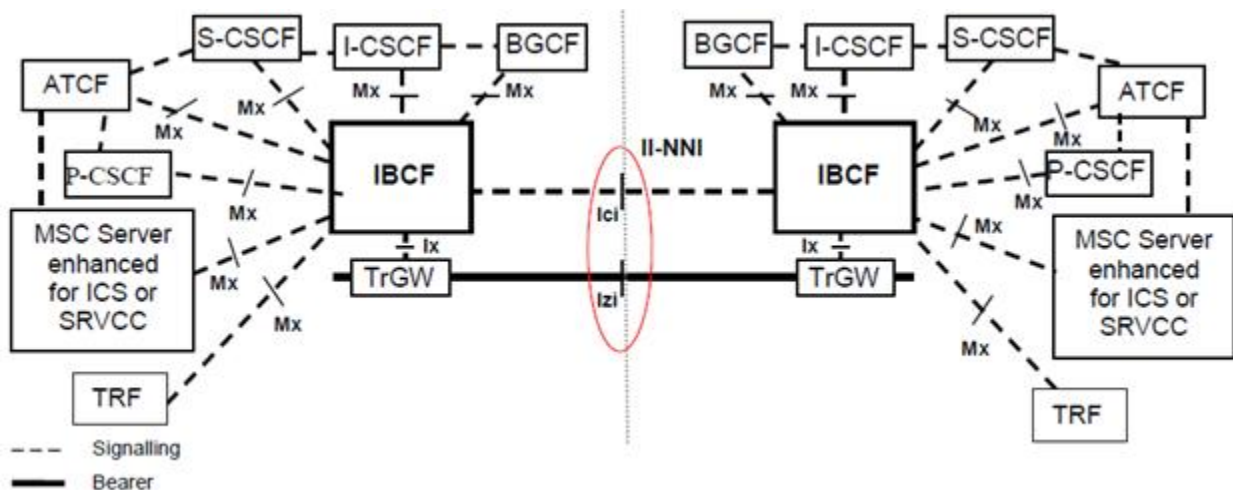 S-CSCF
I-CSCF
BGCF
BGCF
I-CSCF
S-CSCF
ATCF
ATCF
Mx
Mx
Mx
Mx
Mx
Mx
Mx
Mx
P-CSCF
IBCF
II-NNI
IBCF
P-CSCF
Mx
Ici
Mx
MSC Server
enhanced
for ICS or
SRVCC
Mx
Ix
Ix
Mx
MSC Server
enhanced
for ICS or
SRVCC
TrGW
TrGW
Mx
Izi
Mx
TRF
TRF
Signalling
Bearer